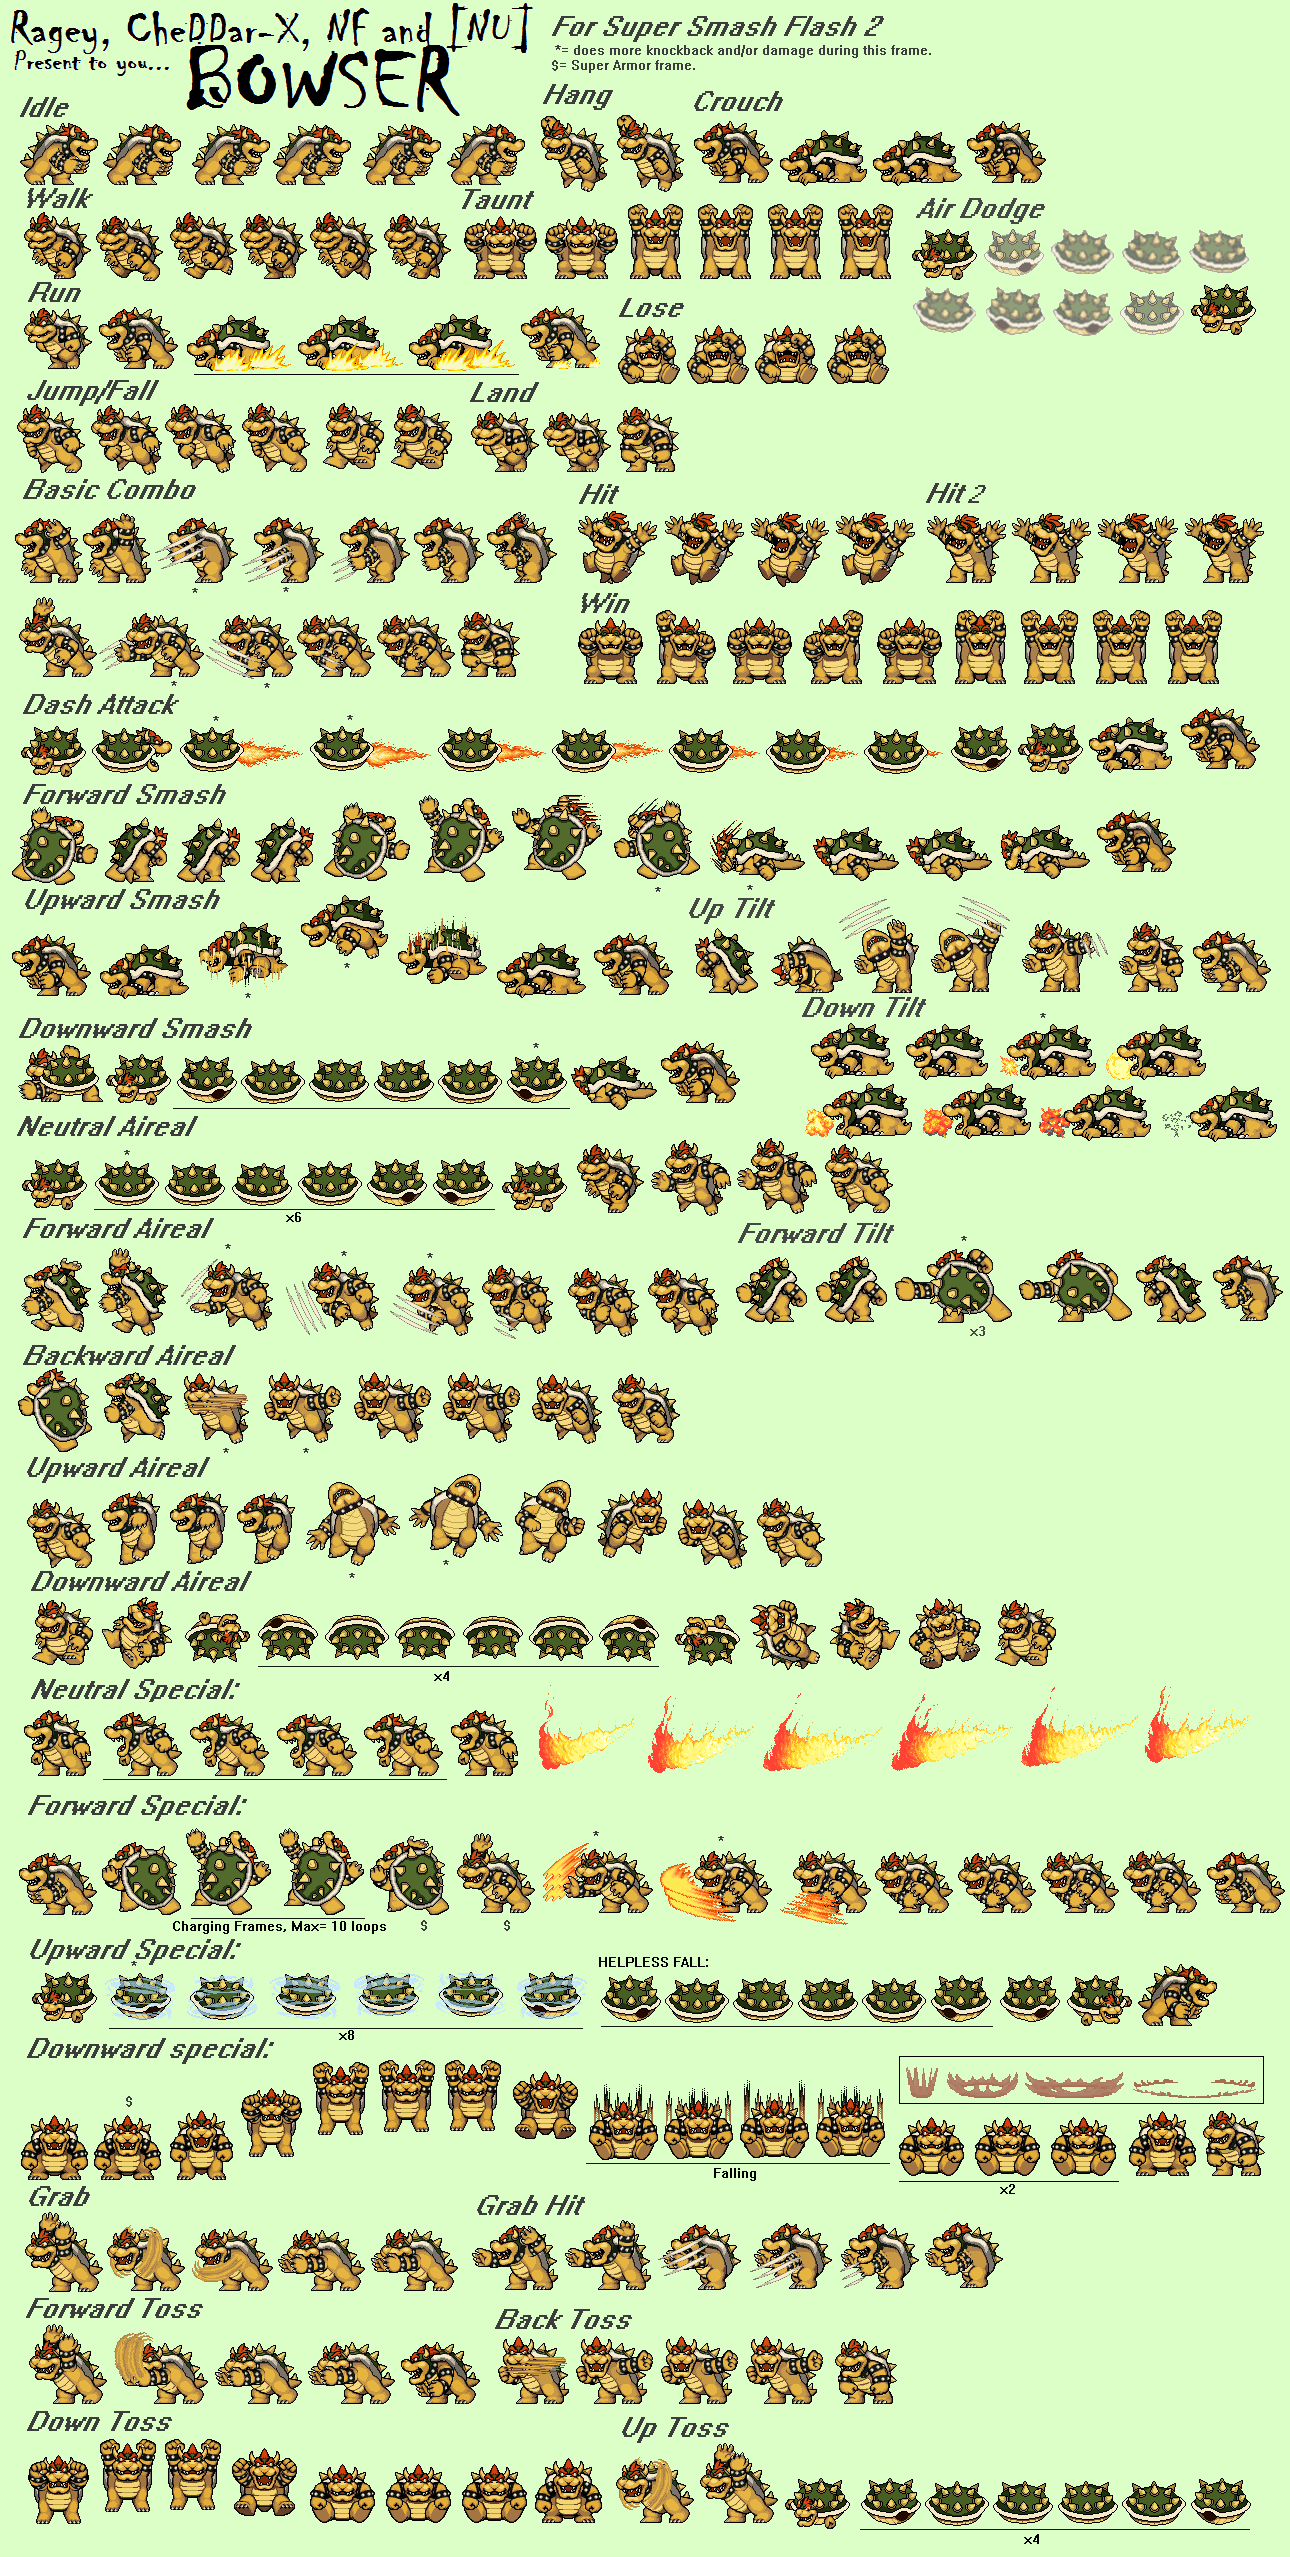 Ragey, CheDDar-X, NF and [NU]
Present to you...
BOWSER
For Super Smash Flash 2
*= does more knockback and/or damage during this frame.
$= Super Armor frame.
Idle
Hang
Crouch
Walk
Taunt
Air Dodge
Run
Lose
Jump/Fall
Land
Basic Combo
Hit
Hit 2
* *
Win
* *
Dash Attack
* *
Forward Smash
* *
Upward Smash
Up Tilt
* *
Down Tilt
*
Downward Smash
*
Neutral Aireal
*
x6
Forward Aireal
* * *
Forward Tilt
*
x3
Backward Aireal
* *
Upward Aireal
* *
Downward Aireal
x4
Neutral Special:
Forward Special:
* *
Charging Frames, Max= 10 loops
$ $
Upward Special:
*
HELPLESS FALL:
x8
Downward special:
$
Falling
x2
Grab
Grab Hit
Forward Toss
Back Toss
Down Toss
Up Toss
x4